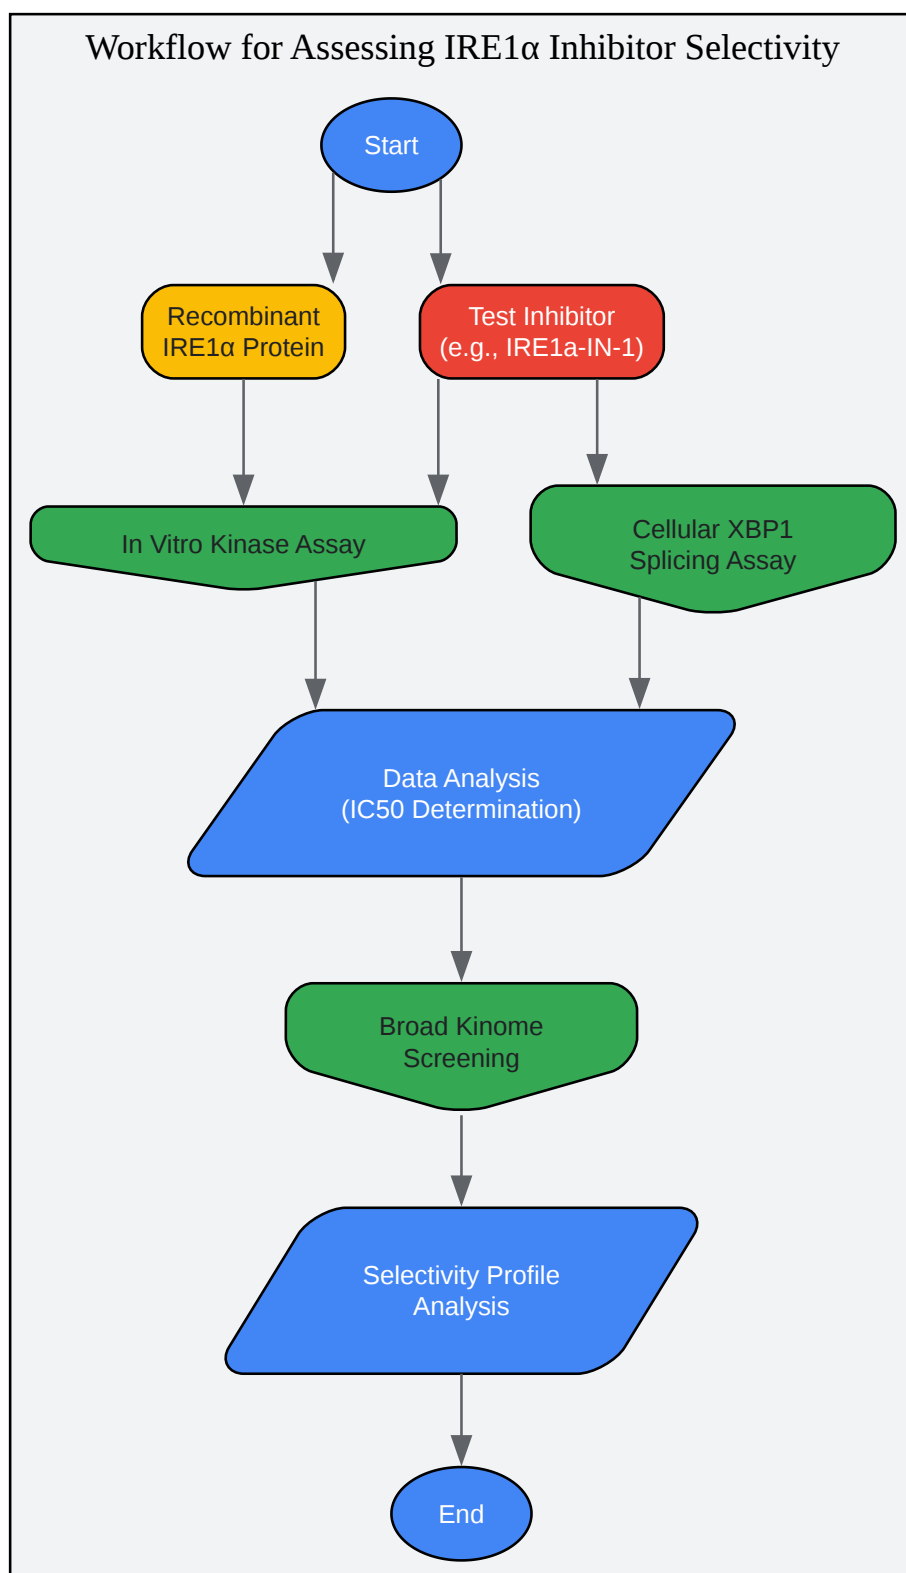 Workflow for Assessing IRE1α Inhibitor Selectivity
Start
Recombinant
IRE1α Protein
Test Inhibitor
(e.g., IRE1a-IN-1)
In Vitro Kinase Assay
Cellular XBP1
Splicing Assay
Data Analysis
(IC50 Determination)
Broad Kinome
Screening
Selectivity Profile
Analysis
End